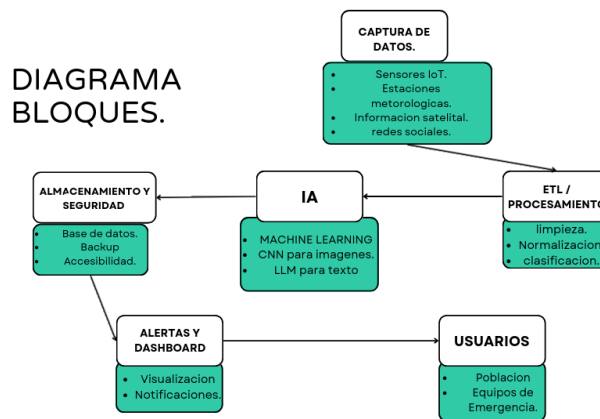 DIAGRAMA
BLOQUES.
CAPTURA DE
DATOS.
• Sensores IoT.
• Estaciones
metorologicas.
• Informacion satelital.
• redes sociales.
ETL /
PROCESAMIENTO
• limpieza.
• Normalizacion
• clasificacion.
IA
• MACHINE LEARNING
• CNN para imagenes.
• LLM para texto
ALMACENAMIENTO Y
SEGURIDAD
• Base de datos.
• Backup
• Accesibilidad.
ALERTAS Y
DASHBOARD
• Visualizacion
• Notificaciones.
USUARIOS
• Poblacion
• Equipos de
Emergencia.